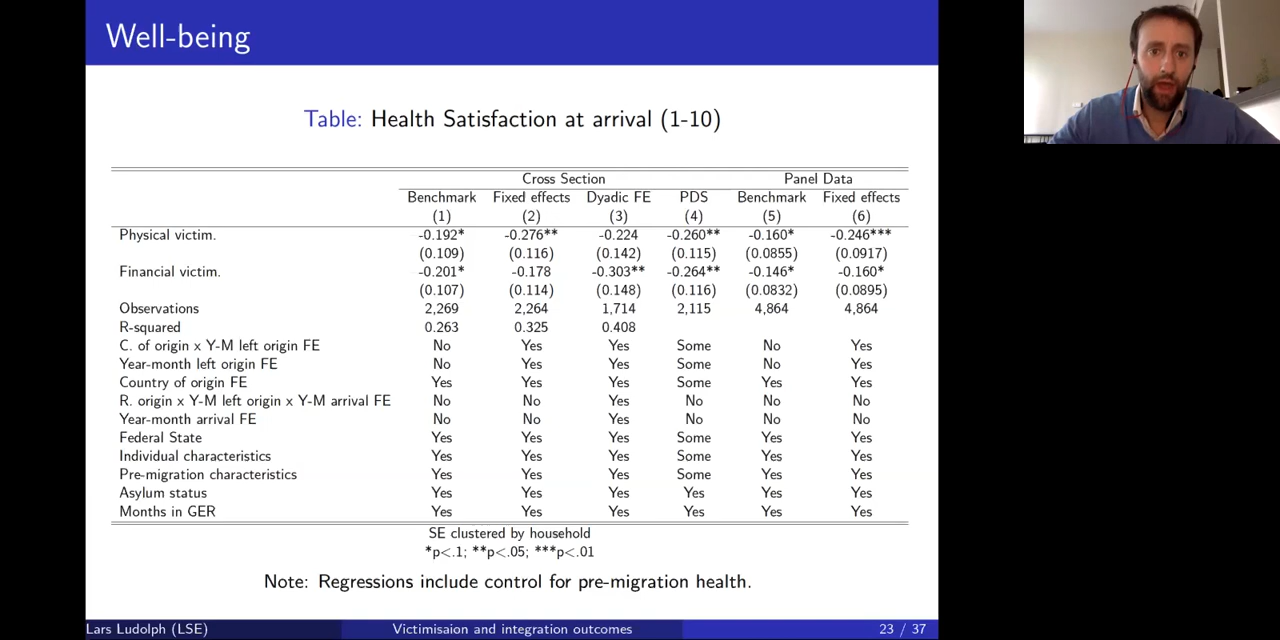 Well-being
Table: Health Satisfaction at arrival (1-10)
Cross Section Panel Data
Benchmark Fixed effects Dyadic FE PDS Benchmark Fixed effects
(1) (2) (3) (4) (5) (6)
Physical victim. -0.192* -0.276** -0.224 -0.260** -0.160* -0.246***
(0.109) (0.116) (0.142) (0.115) (0.0855) (0.0917)
Financial victim. -0.201* -0.178 -0.303** -0.264** -0.146* -0.160*
(0.107) (0.114) (0.148) (0.116) (0.0832) (0.0895)
Observations 2,269 2,264 1,714 2,115 4,864 4,864
R-squared 0.263 0.325 0.408
C. of origin x Y-M left origin FE No Yes Yes Some No Yes
Year-month left origin FE No Yes Yes Some No Yes
Country of origin FE Yes Yes Yes Some Yes Yes
R. origin x Y-M left origin x Y-M arrival FE No No Yes No No No
Year-month arrival FE No No Yes No No No
Federal State Yes Yes Yes Some Yes Yes
Individual characteristics Yes Yes Yes Some Yes Yes
Pre-migration characteristics Yes Yes Yes Some Yes Yes
Asylum status Yes Yes Yes Yes Yes Yes
Months in GER Yes Yes Yes Yes Yes Yes
SE clustered by household
*p<.1; **p<.05; ***p<.01
Note: Regressions include control for pre-migration health.
Lars Ludolph (LSE) Victimisaion and integration outcomes 23 / 37